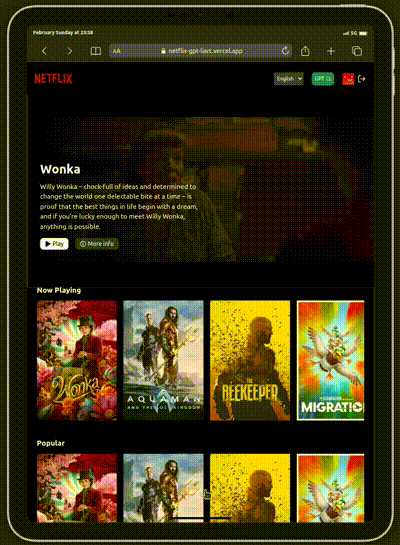 February Sunday at 23:58
5G
AA netflix-gpt-liart.vercel.app
NETFLIX English GPT
Wonka
Willy Wonka – chock-full of ideas and determined to
change the world one delectable bite at a time – is
proof that the best things in life begin with a dream,
and if you're lucky enough to meet Willy Wonka,
anything is possible.
Play More info
Now Playing
Wonka
AQUAMAN
AND THE LOST KINGDOM
THE
BEEKEEPER
MIGRATIO
Popular